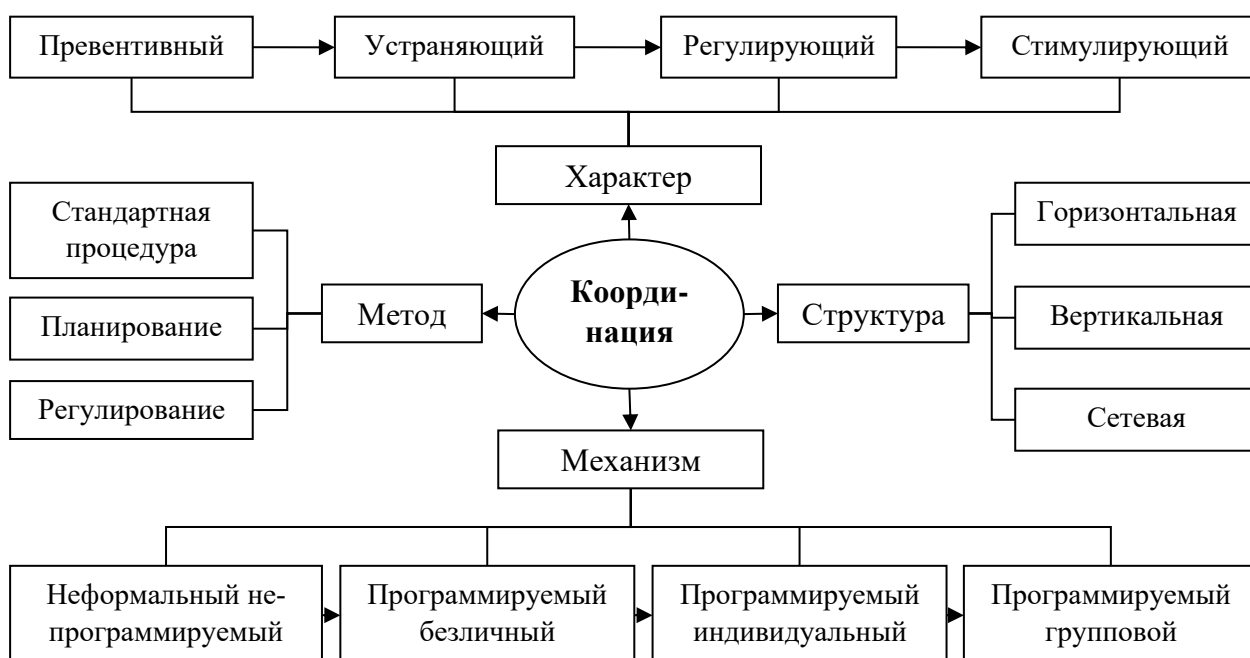 Превентивный
Устраняющий
Регулирующий
Стимулирующий
Характер
Стандартная
процедура
Планирование
Регулирование
Метод
Коорди-
нация
Структура
Горизонтальная
Вертикальная
Сетевая
Механизм
Неформальный не-
программируемый
Программируемый
безличный
Программируемый
индивидуальный
Программируемый
групповой